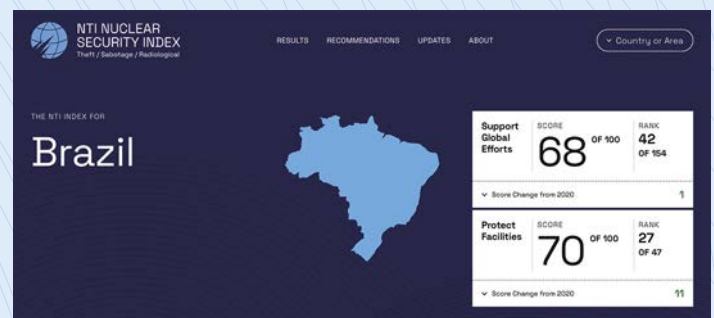 NTI NUCLEAR
SECURITY INDEX
Theft / Sabotage / Radiological
RESULTS RECOMMENDATIONS UPDATES ABOUT
Country or Area
THE NTI INDEX FOR
Brazil
Support
Global
Efforts
SCORE
68 OF 100
RANK
42
OF 154
Score Change from 2020 1
Protect
Facilities
SCORE
70 OF 100
RANK
27
OF 47
Score Change from 2020 11